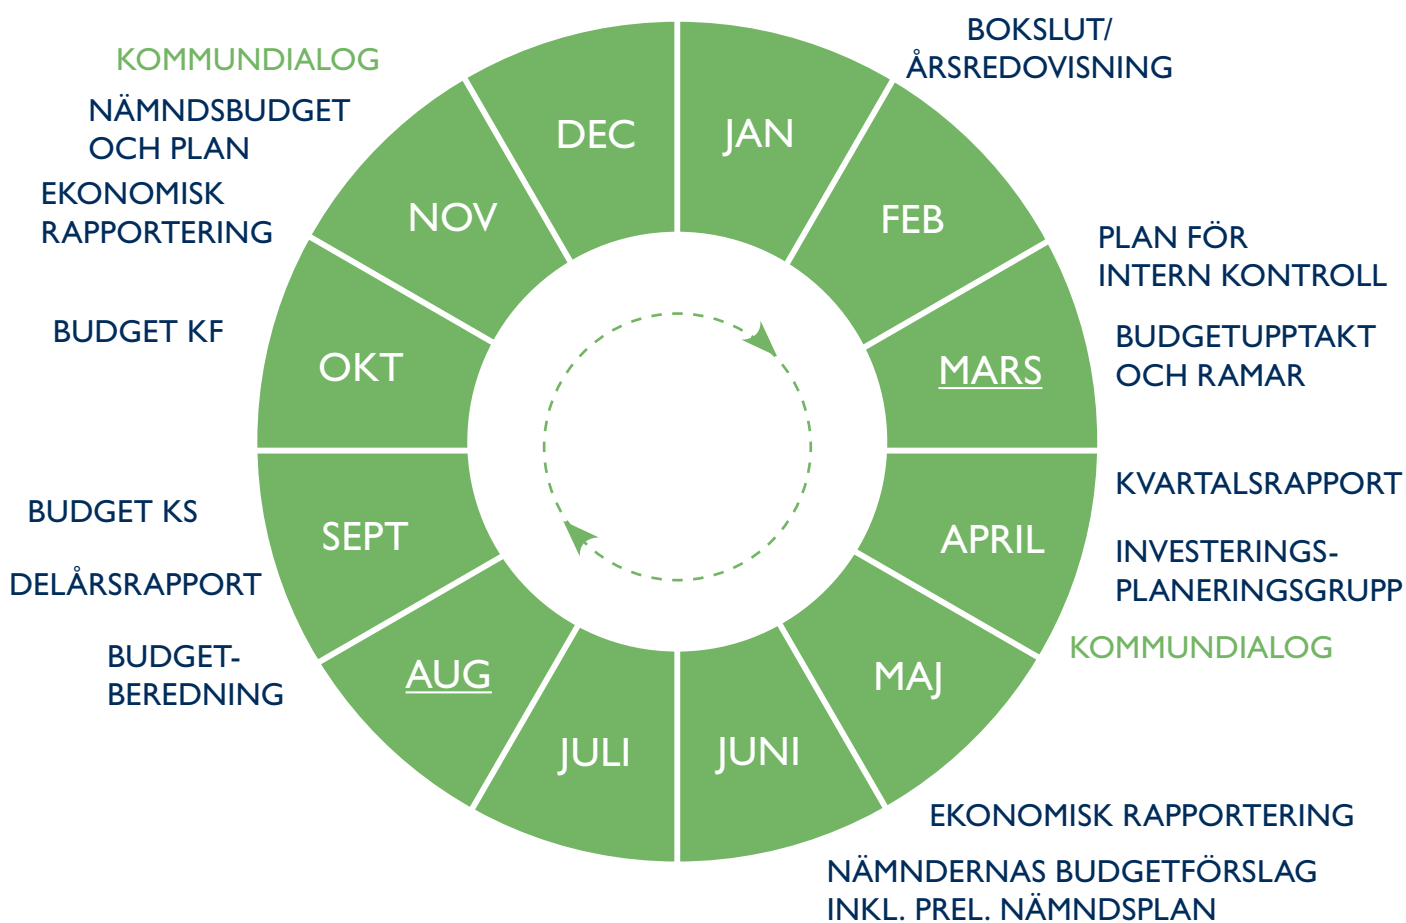 BOKSLUT/
ÅRSREDOVISNING
KOMMUNDIALOG
NÄMNDSBUDGET
OCH PLAN
EKONOMISK
RAPPORTERING
BUDGET KF
BUDGET KS
DELÅRSRAPPORT
BUDGET-
BEREDNING
DEC
JAN
NOV
FEB
OKT
MARS
SEPT
APRIL
AUG
MAJ
JULI
JUNI
PLAN FÖR
INTERN KONTROLL
BUDGETUPPTAKT
OCH RAMAR
KVARTALSRAPPORT
INVESTERINGS-
PLANERINGSGRUPP
KOMMUNDIALOG
EKONOMISK RAPPORTERING
NÄMNDERNAS BUDGETFÖRSLAG
INKL. PREL. NÄMNDSPLAN